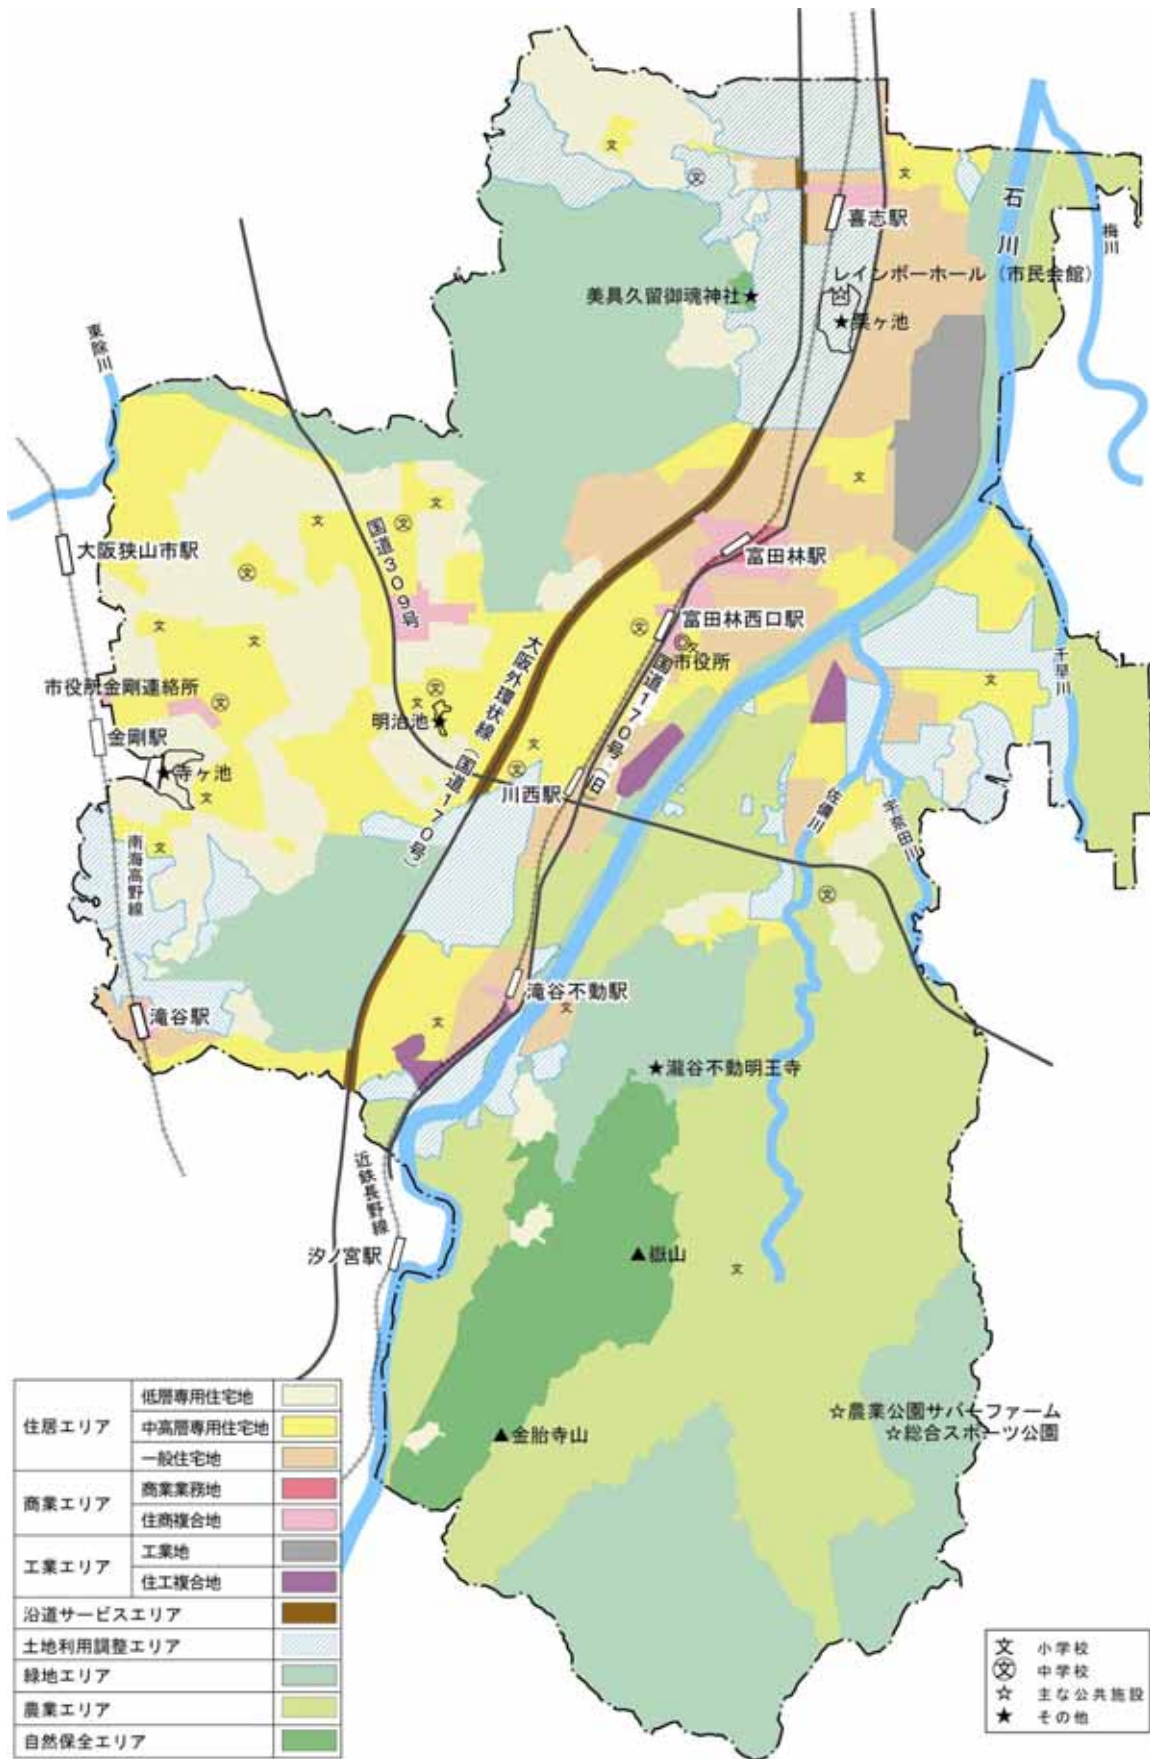 石川
梅川
喜志駅
レインボーホール（市民会館）
美具久留御魂神社★
★粟ヶ池
東除川
大阪狭山市駅
国道309号
富田林駅
富田林西口駅
市役所
大阪外環状線（国道170号）
国道170号（旧）
千早川
市役所金剛連絡所
金剛駅
明治池★
★寺ヶ池
川西駅
佐備川
宇奈田川
南海高野線
滝谷駅
滝谷不動駅
★瀧谷不動明王寺
近鉄長野線
汐ノ宮駅
▲嶽山
☆農業公園サバーファーム
☆総合スポーツ公園
▲金胎寺山
住居エリア
低層専用住宅地
中高層専用住宅地
一般住宅地
商業エリア
商業業務地
住商複合地
工業エリア
工業地
住工複合地
沿道サービスエリア
土地利用調整エリア
緑地エリア
農業エリア
自然保全エリア
文 小学校
文 中学校
☆ 主な公共施設
★ その他